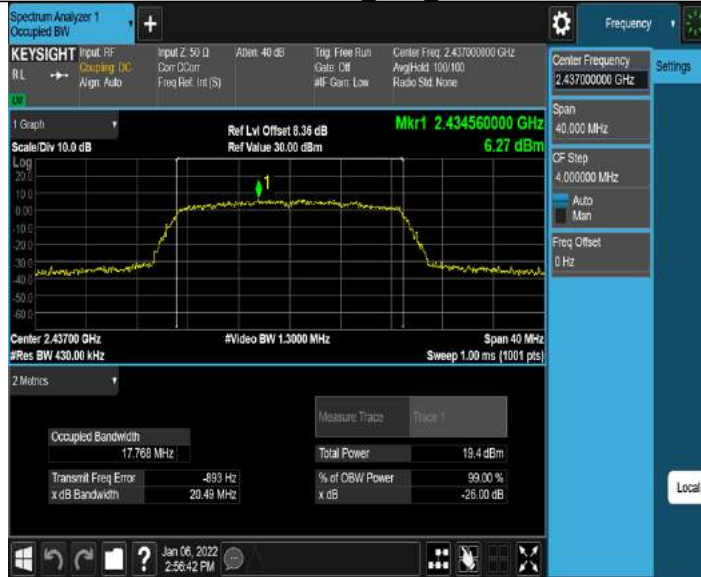 Spectrum Analyzer 1
Occupied BW
Frequency
KEYSIGHT
RL
Input: RF
Coupling: DC
Align: Auto
Input Z: 50 Ω
Corr CCorr
Freq Ref: Int (S)
Atten: 40 dB
Trig: Free Run
Gate: Off
#IF Gain: Low
Center Freq: 2.437000000 GHz
Avg|Hold: 100/100
Radio Std: None
Center Frequency
2.437000000 GHz
Settings
Span
40.000 MHz
CF Step
4.000000 MHz
Auto
Man
Freq Offset
0 Hz
Local
1 Graph
Scale/Div 10.0 dB
Ref Lvl Offset 8.36 dB
Ref Value 30.00 dBm
Mkr1 2.434560000 GHz
6.27 dBm
Log
20.0
10.0
0.00
-10.0
-20.0
-30.0
-40.0
-50.0
-60.0
1
Center 2.43700 GHz
#Video BW 1.3000 MHz
Span 40 MHz
#Res BW 430.00 kHz
Sweep 1.00 ms (1001 pts)
2 Metrics
Measure Trace
Trace 1
Occupied Bandwidth
17.768 MHz
Total Power
19.4 dBm
Transmit Freq Error
-893 Hz
% of OBW Power
99.00 %
x dB Bandwidth
20.49 MHz
x dB
-26.00 dB
?
Jan 06, 2022
2:56:42 PM